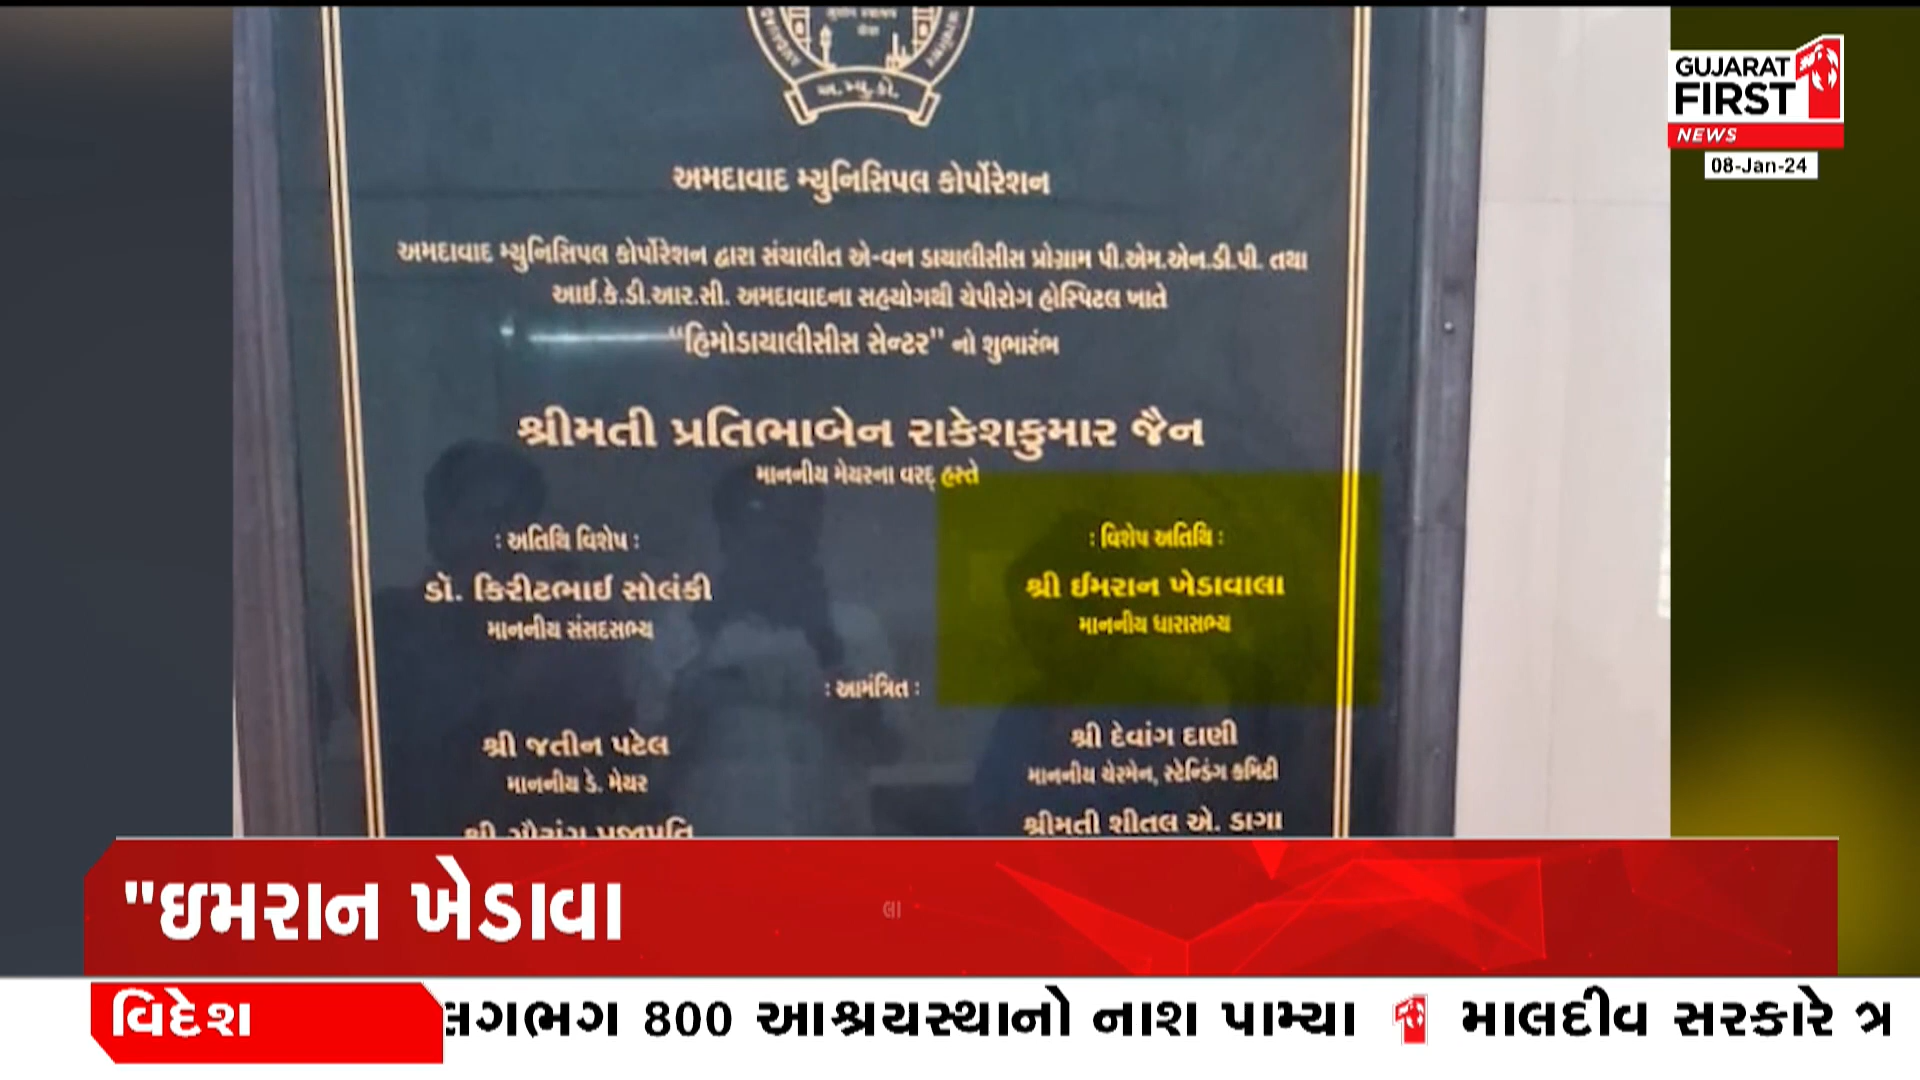 GUJARAT
FIRST
NEWS
08-Jan-24
અ. મ્યુ. કો.
અમદાવાદ મ્યુનિસિપલ કોર્પોરેશન
અમદાવાદ મ્યુનિસિપલ કોર્પોરેશન દ્વારા સંચાલીત એ-વન ડાયાલીસીસ પ્રોગ્રામ પી.એમ.એન.ડી.પી. તથા
આઈ.કે.ડી.આર.સી. અમદાવાદના સહયોગથી ચેપીરોગ હોસ્પિટલ ખાતે
"હિમોડાયાલીસીસ સેન્ટર" નો શુભારંભ
શ્રીમતી પ્રતિભાબેન રાકેશકુમાર જૈન
માનનીય મેયરના વરદ્ હસ્તે
: અતિથિ વિશેષ :
ડૉ. કિરીટભાઈ સોલંકી
માનનીય સંસદસભ્ય
: વિશેષ અતિથિ :
શ્રી ઈમરાન ખેડાવાલા
માનનીય ધારાસભ્ય
: આમંત્રિત :
શ્રી જતીન પટેલ
માનનીય ડે. મેયર
શ્રી દેવાંગ દાણી
માનનીય ચેરમેન, સ્ટેન્ડિંગ કમિટી
શ્રી ગૌરાંગ પ્રજાપતિ
શ્રીમતી શીતલ એ. ડાગા
"ઇમરાન ખેડાવા લા
વિદેશ લગભગ 800 આશ્રયસ્થાનો નાશ પામ્યા માલદીવ સરકારે ત્ર